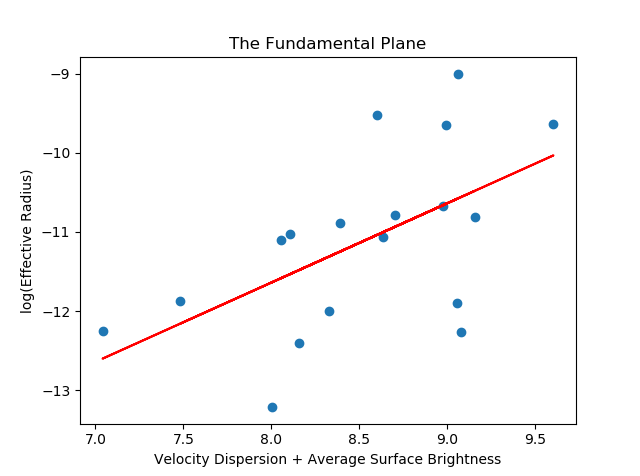 The Fundamental Plane
−9
−10
−11
−12
−13
log(Effective Radius)
7.0 7.5 8.0 8.5 9.0 9.5
Velocity Dispersion + Average Surface Brightness